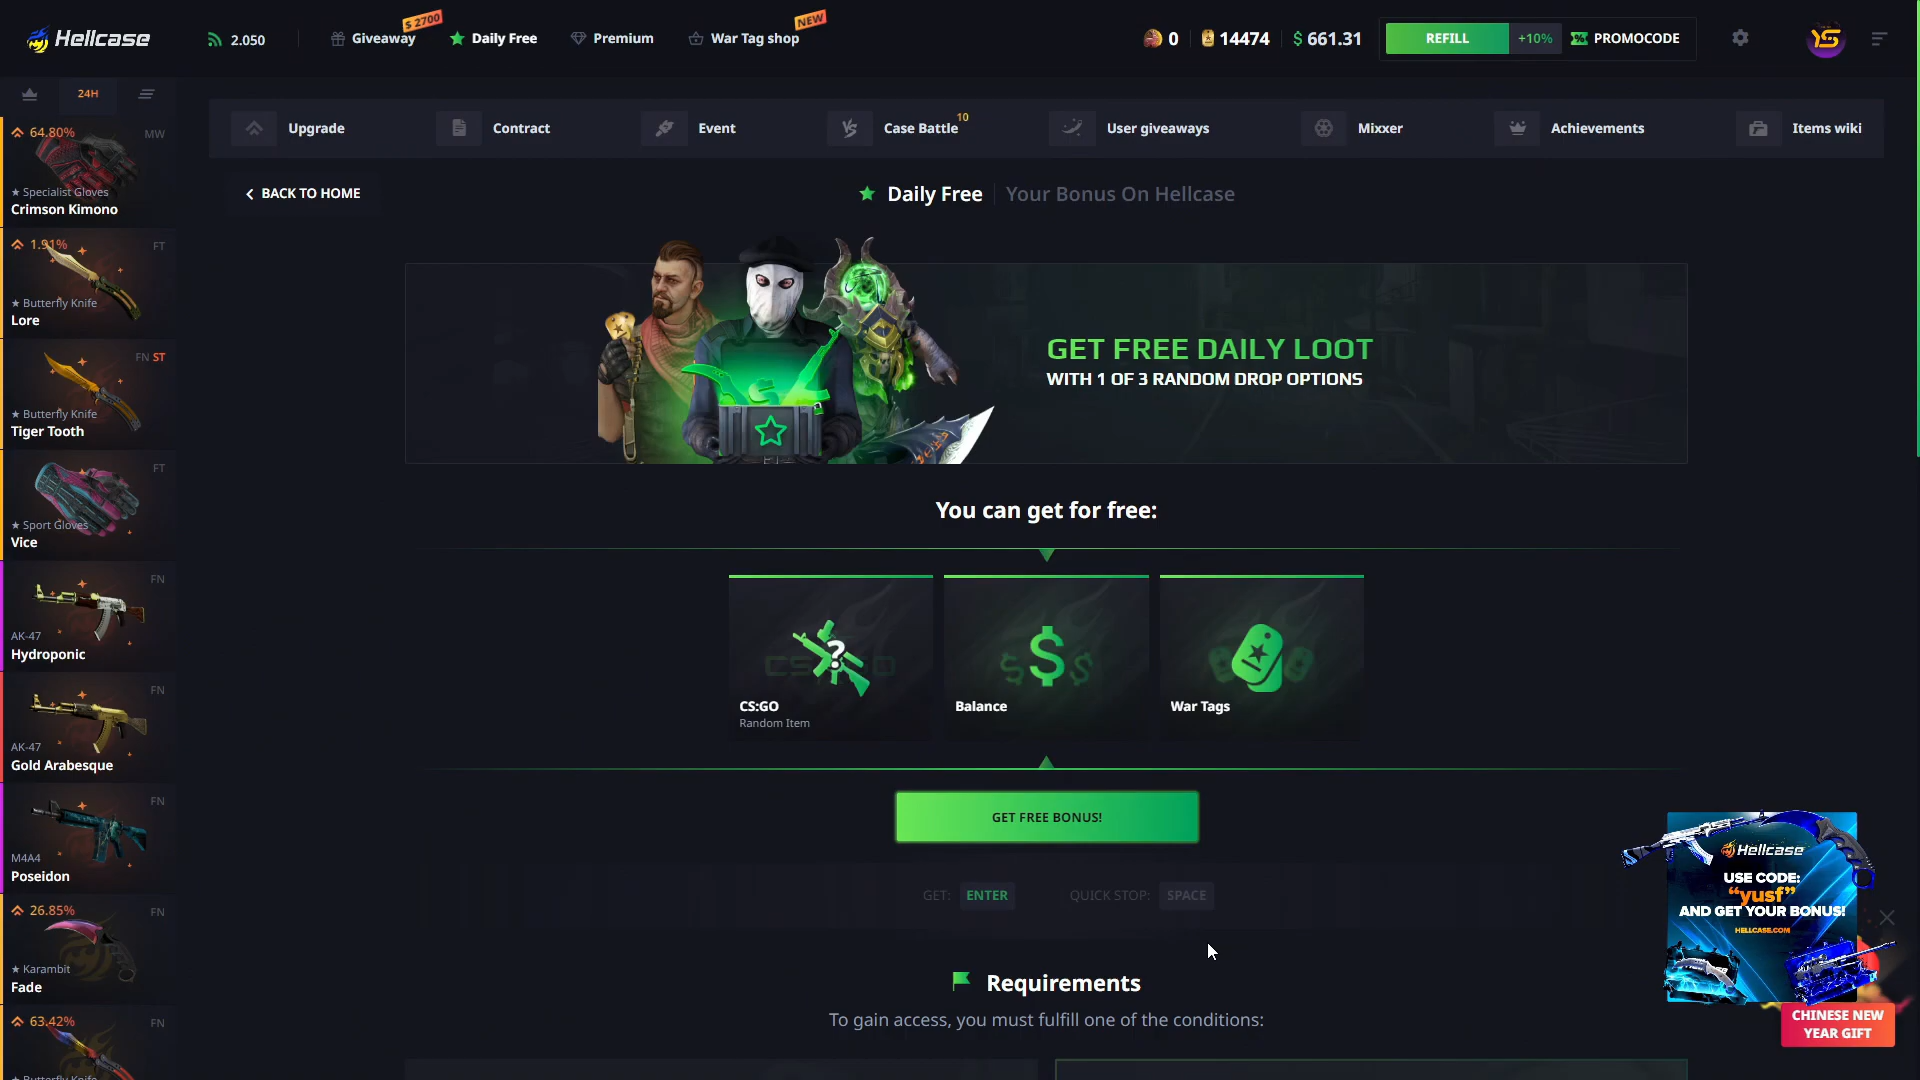 Hellcase
2.050
Giveaway
$ 2700
Daily Free
Premium
War Tag shop
NEW
0
14474
$ 661.31
REFILL
+10%
PROMOCODE
YS
24H
Upgrade
Contract
Event
Case Battle
10
User giveaways
Mixxer
Achievements
Items wiki
64.80%
MW
★ Specialist Gloves
Crimson Kimono
1.91%
FT
★ Butterfly Knife
Lore
FN ST
★ Butterfly Knife
Tiger Tooth
FT
★ Sport Gloves
Vice
FN
AK-47
Hydroponic
FN
AK-47
Gold Arabesque
FN
M4A4
Poseidon
26.85%
FN
★ Karambit
Fade
63.42%
FN
BACK TO HOME
Daily Free
Your Bonus On Hellcase
GET FREE DAILY LOOT
WITH 1 OF 3 RANDOM DROP OPTIONS
You can get for free:
CS:GO
Random Item
Balance
War Tags
GET FREE BONUS!
GET: ENTER
QUICK STOP: SPACE
Requirements
To gain access, you must fulfill one of the conditions:
Hellcase
USE CODE:
“yusf”
AND GET YOUR BONUS!
HELLCASE.COM
CHINESE NEW
YEAR GIFT